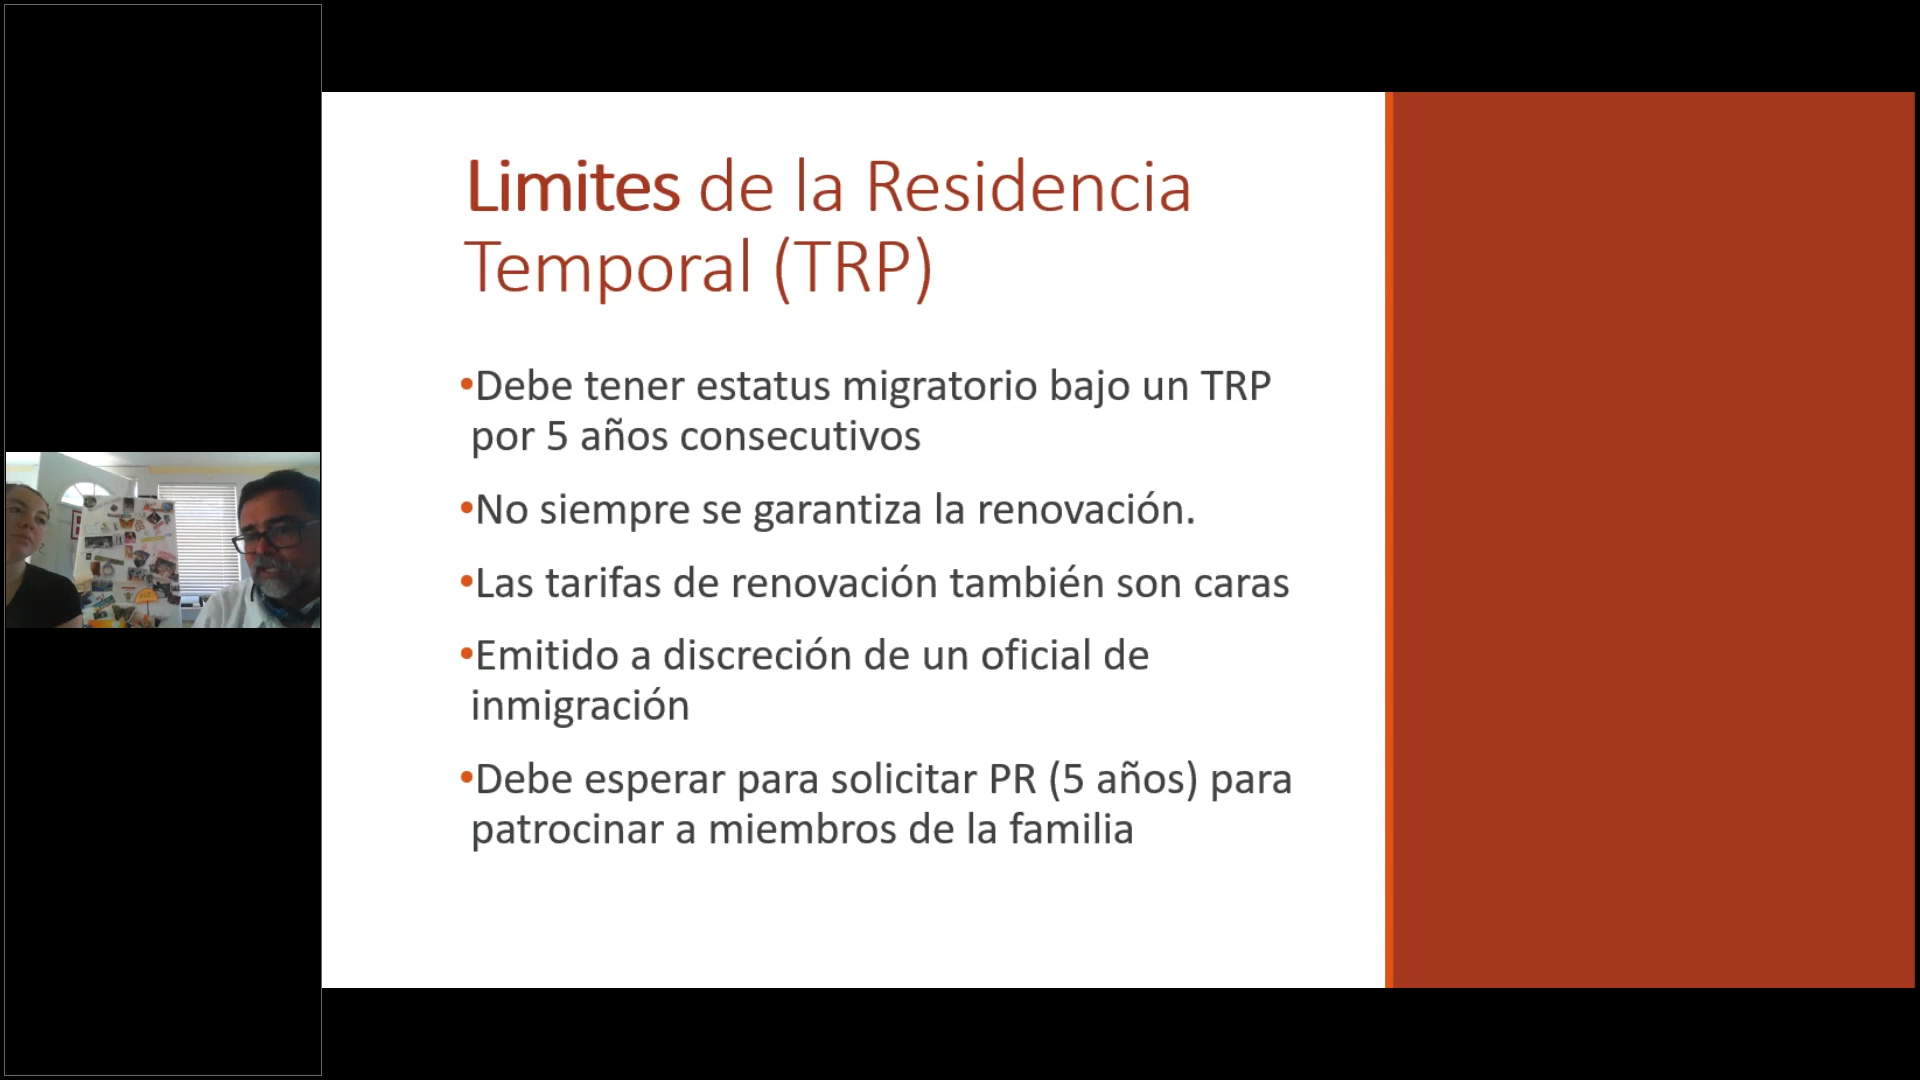 Limites de la Residencia
Temporal (TRP)
•Debe tener estatus migratorio bajo un TRP
por 5 años consecutivos
•No siempre se garantiza la renovación.
•Las tarifas de renovación también son caras
•Emitido a discreción de un oficial de
inmigración
•Debe esperar para solicitar PR (5 años) para
patrocinar a miembros de la familia